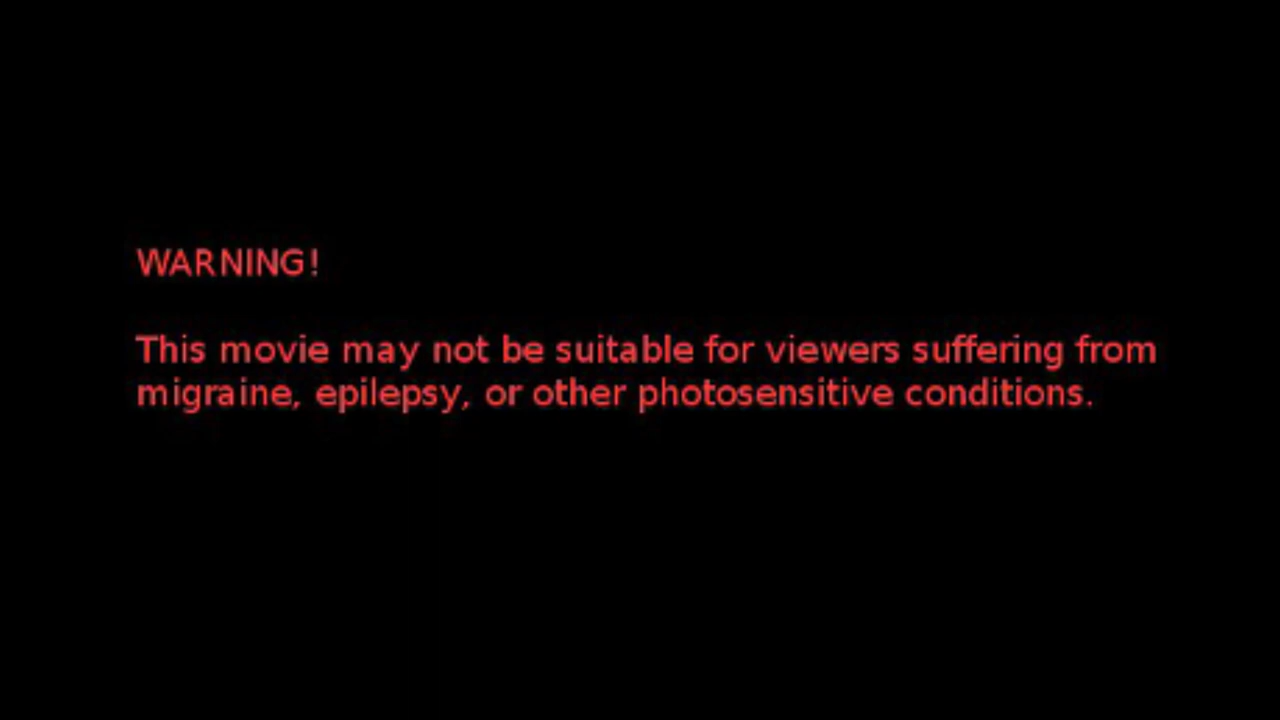 WARNING!
This movie may not be suitable for viewers suffering from
migraine, epilepsy, or other photosensitive conditions.